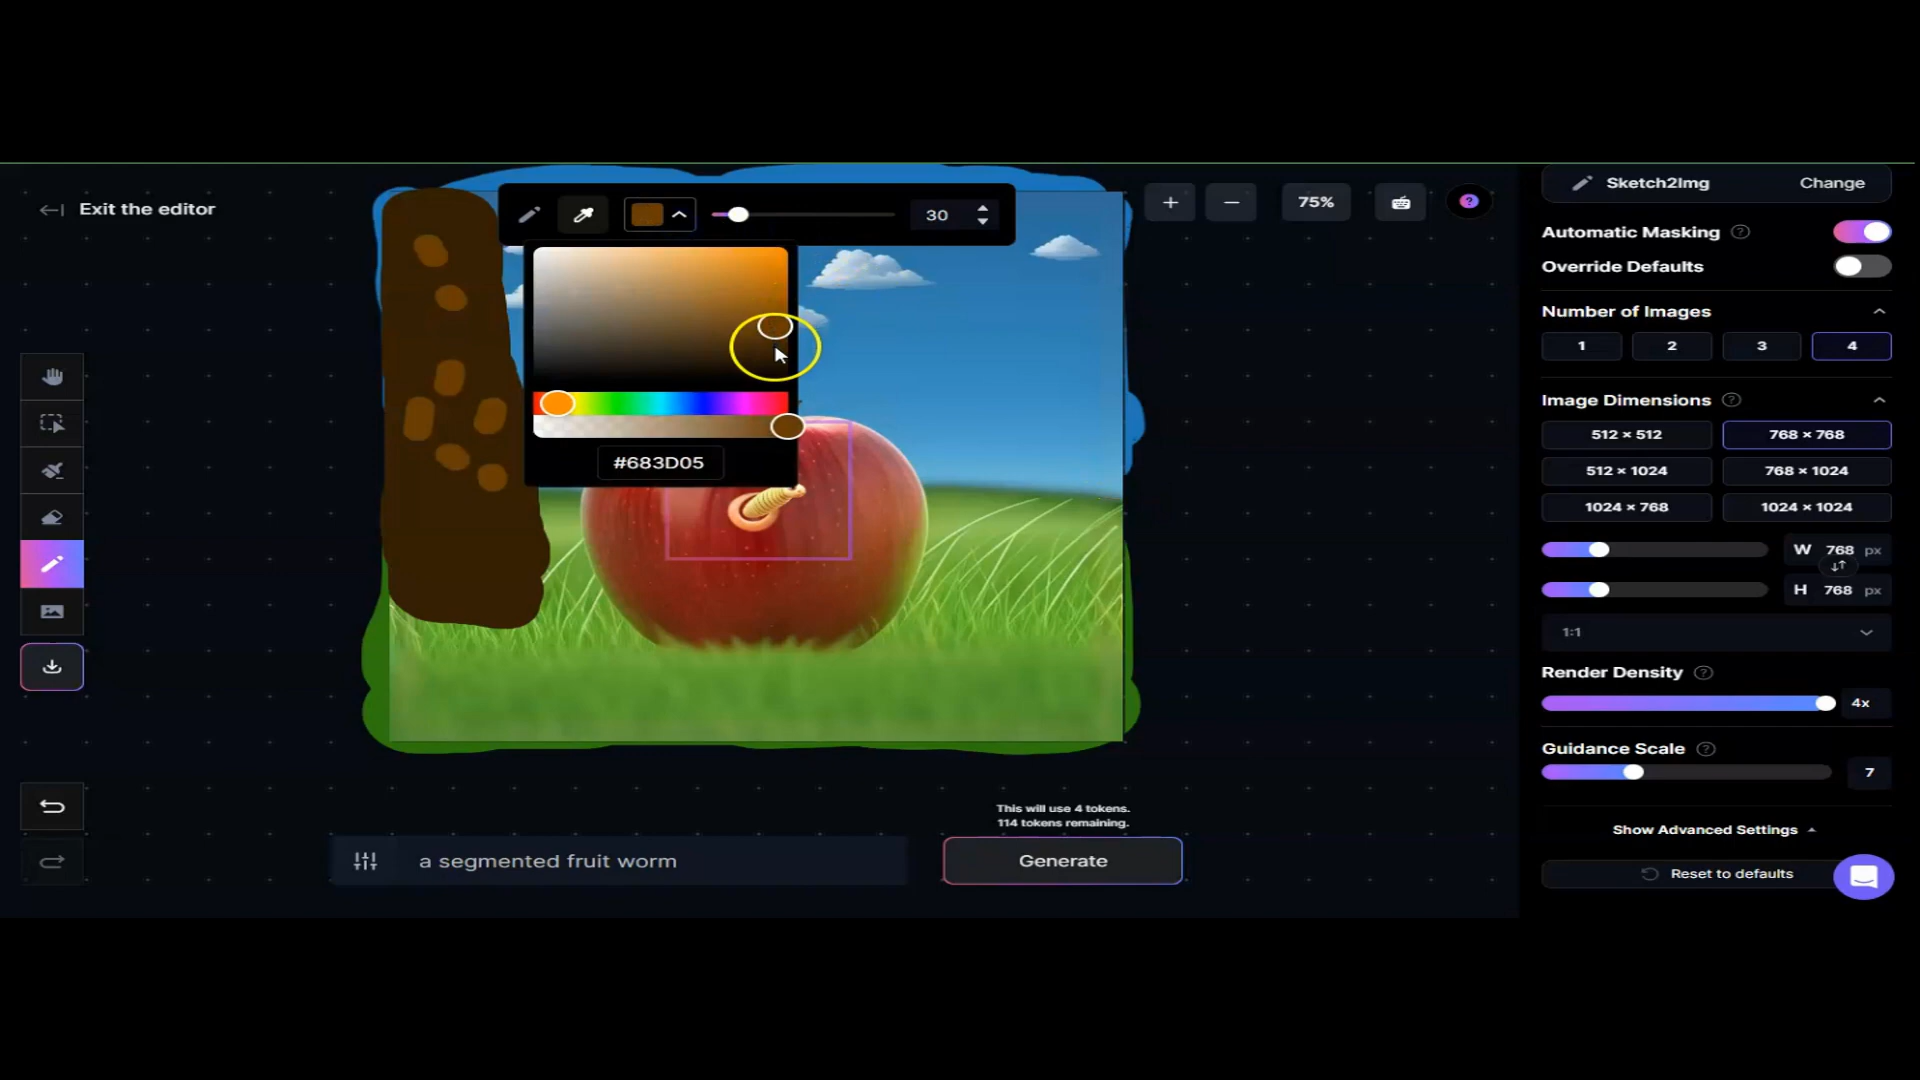 Exit the editor
30
75%
?
Sketch2Img
Change
Automatic Masking ?
Override Defaults
Number of Images
1
2
3
4
Image Dimensions ?
512 × 512
768 × 768
512 × 1024
768 × 1024
1024 × 768
1024 × 1024
W 768 px
H 768 px
1:1
Render Density ?
4x
Guidance Scale ?
7
Show Advanced Settings
Reset to defaults
#683D05
This will use 4 tokens.
114 tokens remaining.
a segmented fruit worm
Generate